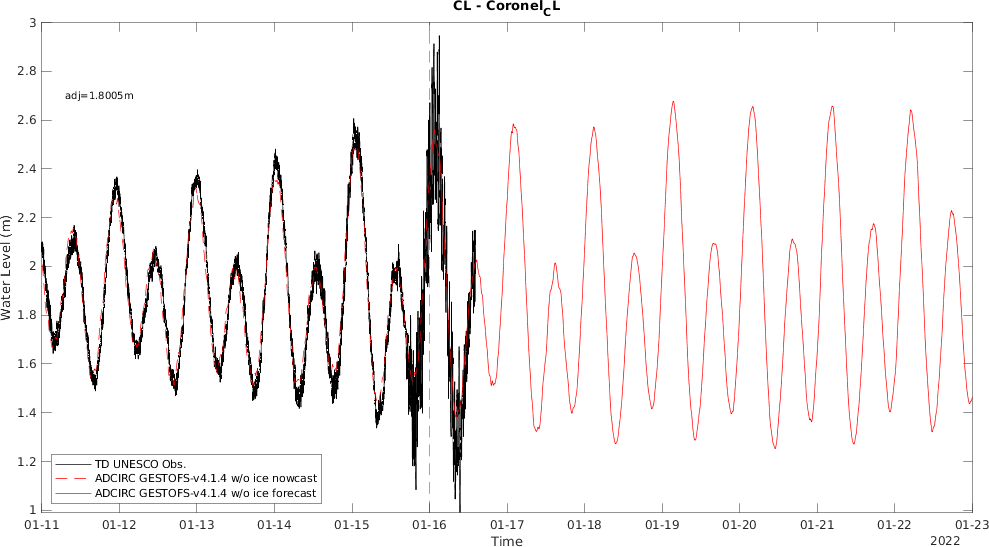 CL - Coronel_CL
3
2.8
adj=1.8005m
2.6
2.4
2.2
2
1.8
1.6
1.4
1.2
1
Water Level (m)
TD UNESCO Obs.
ADCIRC GESTOFS-v4.1.4 w/o ice nowcast
ADCIRC GESTOFS-v4.1.4 w/o ice forecast
01-11 01-12 01-13 01-14 01-15 01-16 01-17 01-18 01-19 01-20 01-21 01-22 01-23
Time
2022